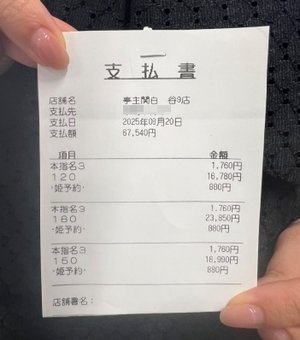 支 払 書
店舗名 亭主関白 谷9店
支払先
支払日 2025年08月20日
支払額 67,540円
項目 金額
本指名3 1,760円
120 16,780円
-姫予約- 880円
本指名3 1,760円
180 23,850円
-姫予約- 880円
本指名3 1,760円
150 18,990円
-姫予約- 880円
店舗署名：